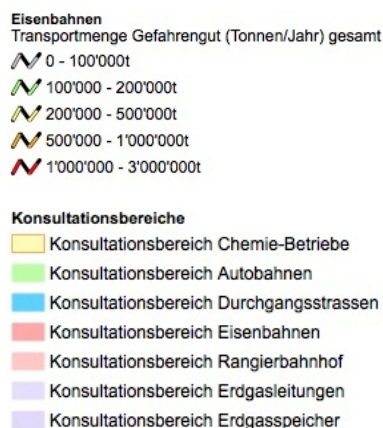 Eisenbahnen
Transportmenge Gefahrengut (Tonnen/Jahr) gesamt
0 - 100'000t
100'000 - 200'000t
200'000 - 500'000t
500'000 - 1'000'000t
1'000'000 - 3'000'000t
Konsultationsbereiche
Konsultationsbereich Chemie-Betriebe
Konsultationsbereich Autobahnen
Konsultationsbereich Durchgangsstrassen
Konsultationsbereich Eisenbahnen
Konsultationsbereich Rangierbahnhof
Konsultationsbereich Erdgasleitungen
Konsultationsbereich Erdgasspeicher